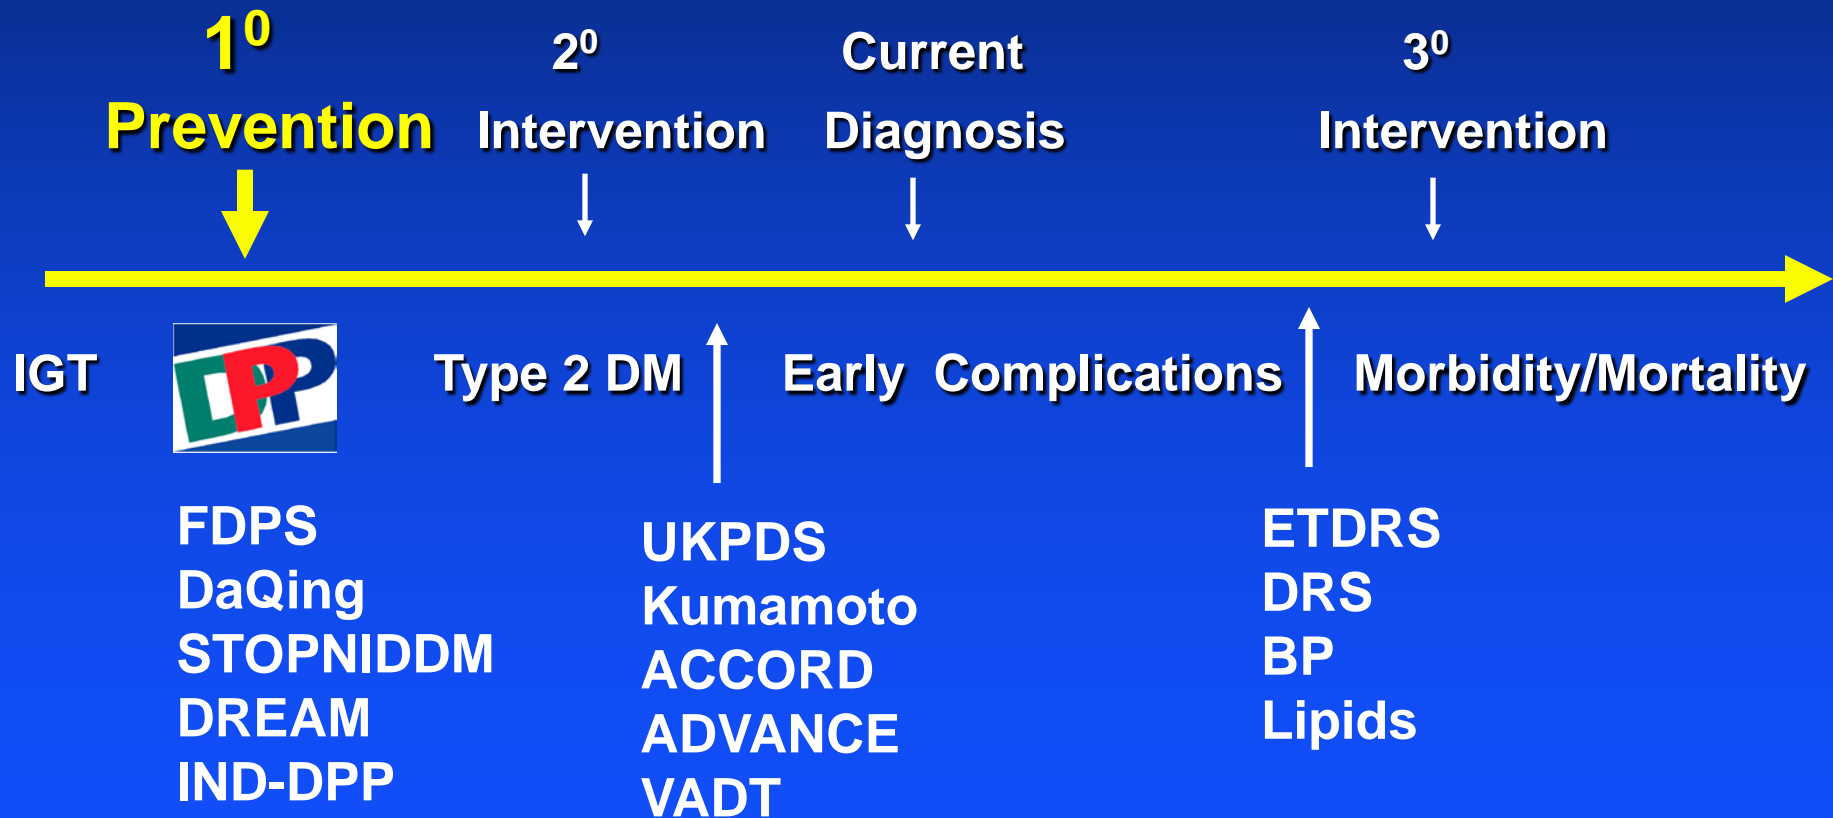 1⁰
Prevention
2⁰
Intervention
Current
Diagnosis
3⁰
Intervention
IGT
DPP
Type 2 DM
Early Complications
Morbidity/Mortality
FDPS
DaQing
STOPNIDDM
DREAM
IND-DPP
UKPDS
Kumamoto
ACCORD
ADVANCE
VADT
ETDRS
DRS
BP
Lipids